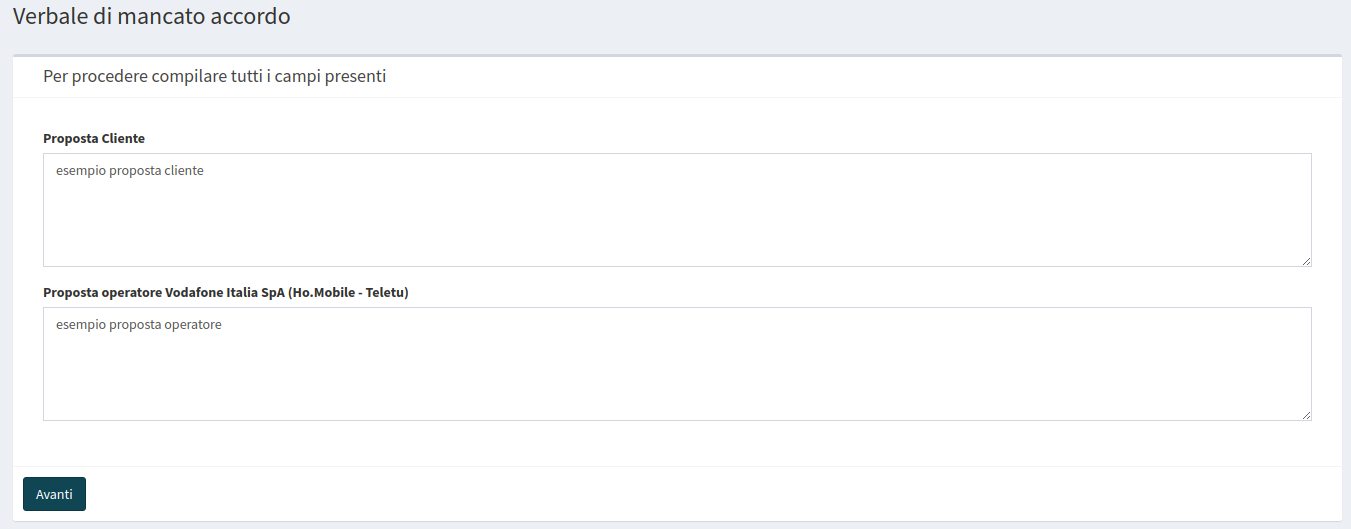 Verbale di mancato accordo
Per procedere compilare tutti i campi presenti
Proposta Cliente
esempio proposta cliente
Proposta operatore Vodafone Italia SpA (Ho.Mobile - Teletu)
esempio proposta operatore
Avanti